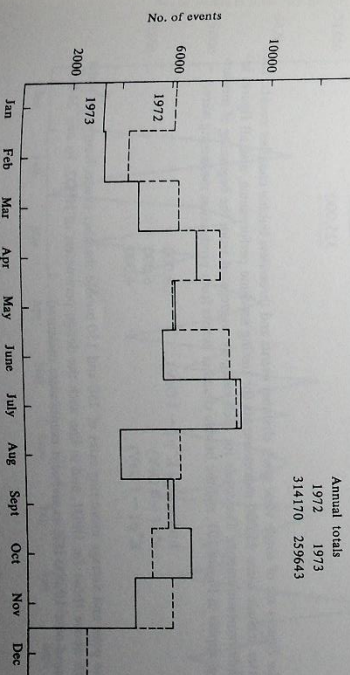 No. of events
10000
6000
2000
1972
1973
Annual totals
1972 1973
314170 259643
Jan Feb Mar Apr May June July Aug Sept Oct Nov Dec